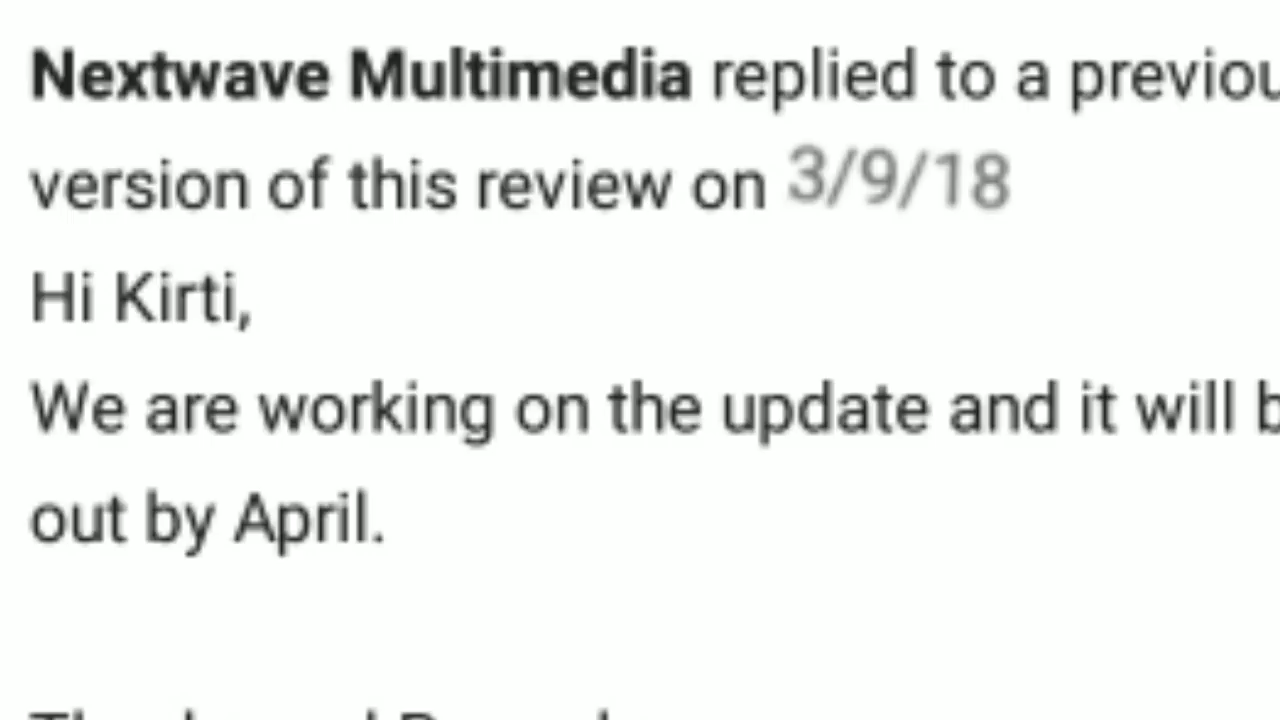 Nextwave Multimedia replied to a previou
version of this review on 3/9/18
Hi Kirti,
We are working on the update and it will b
out by April.